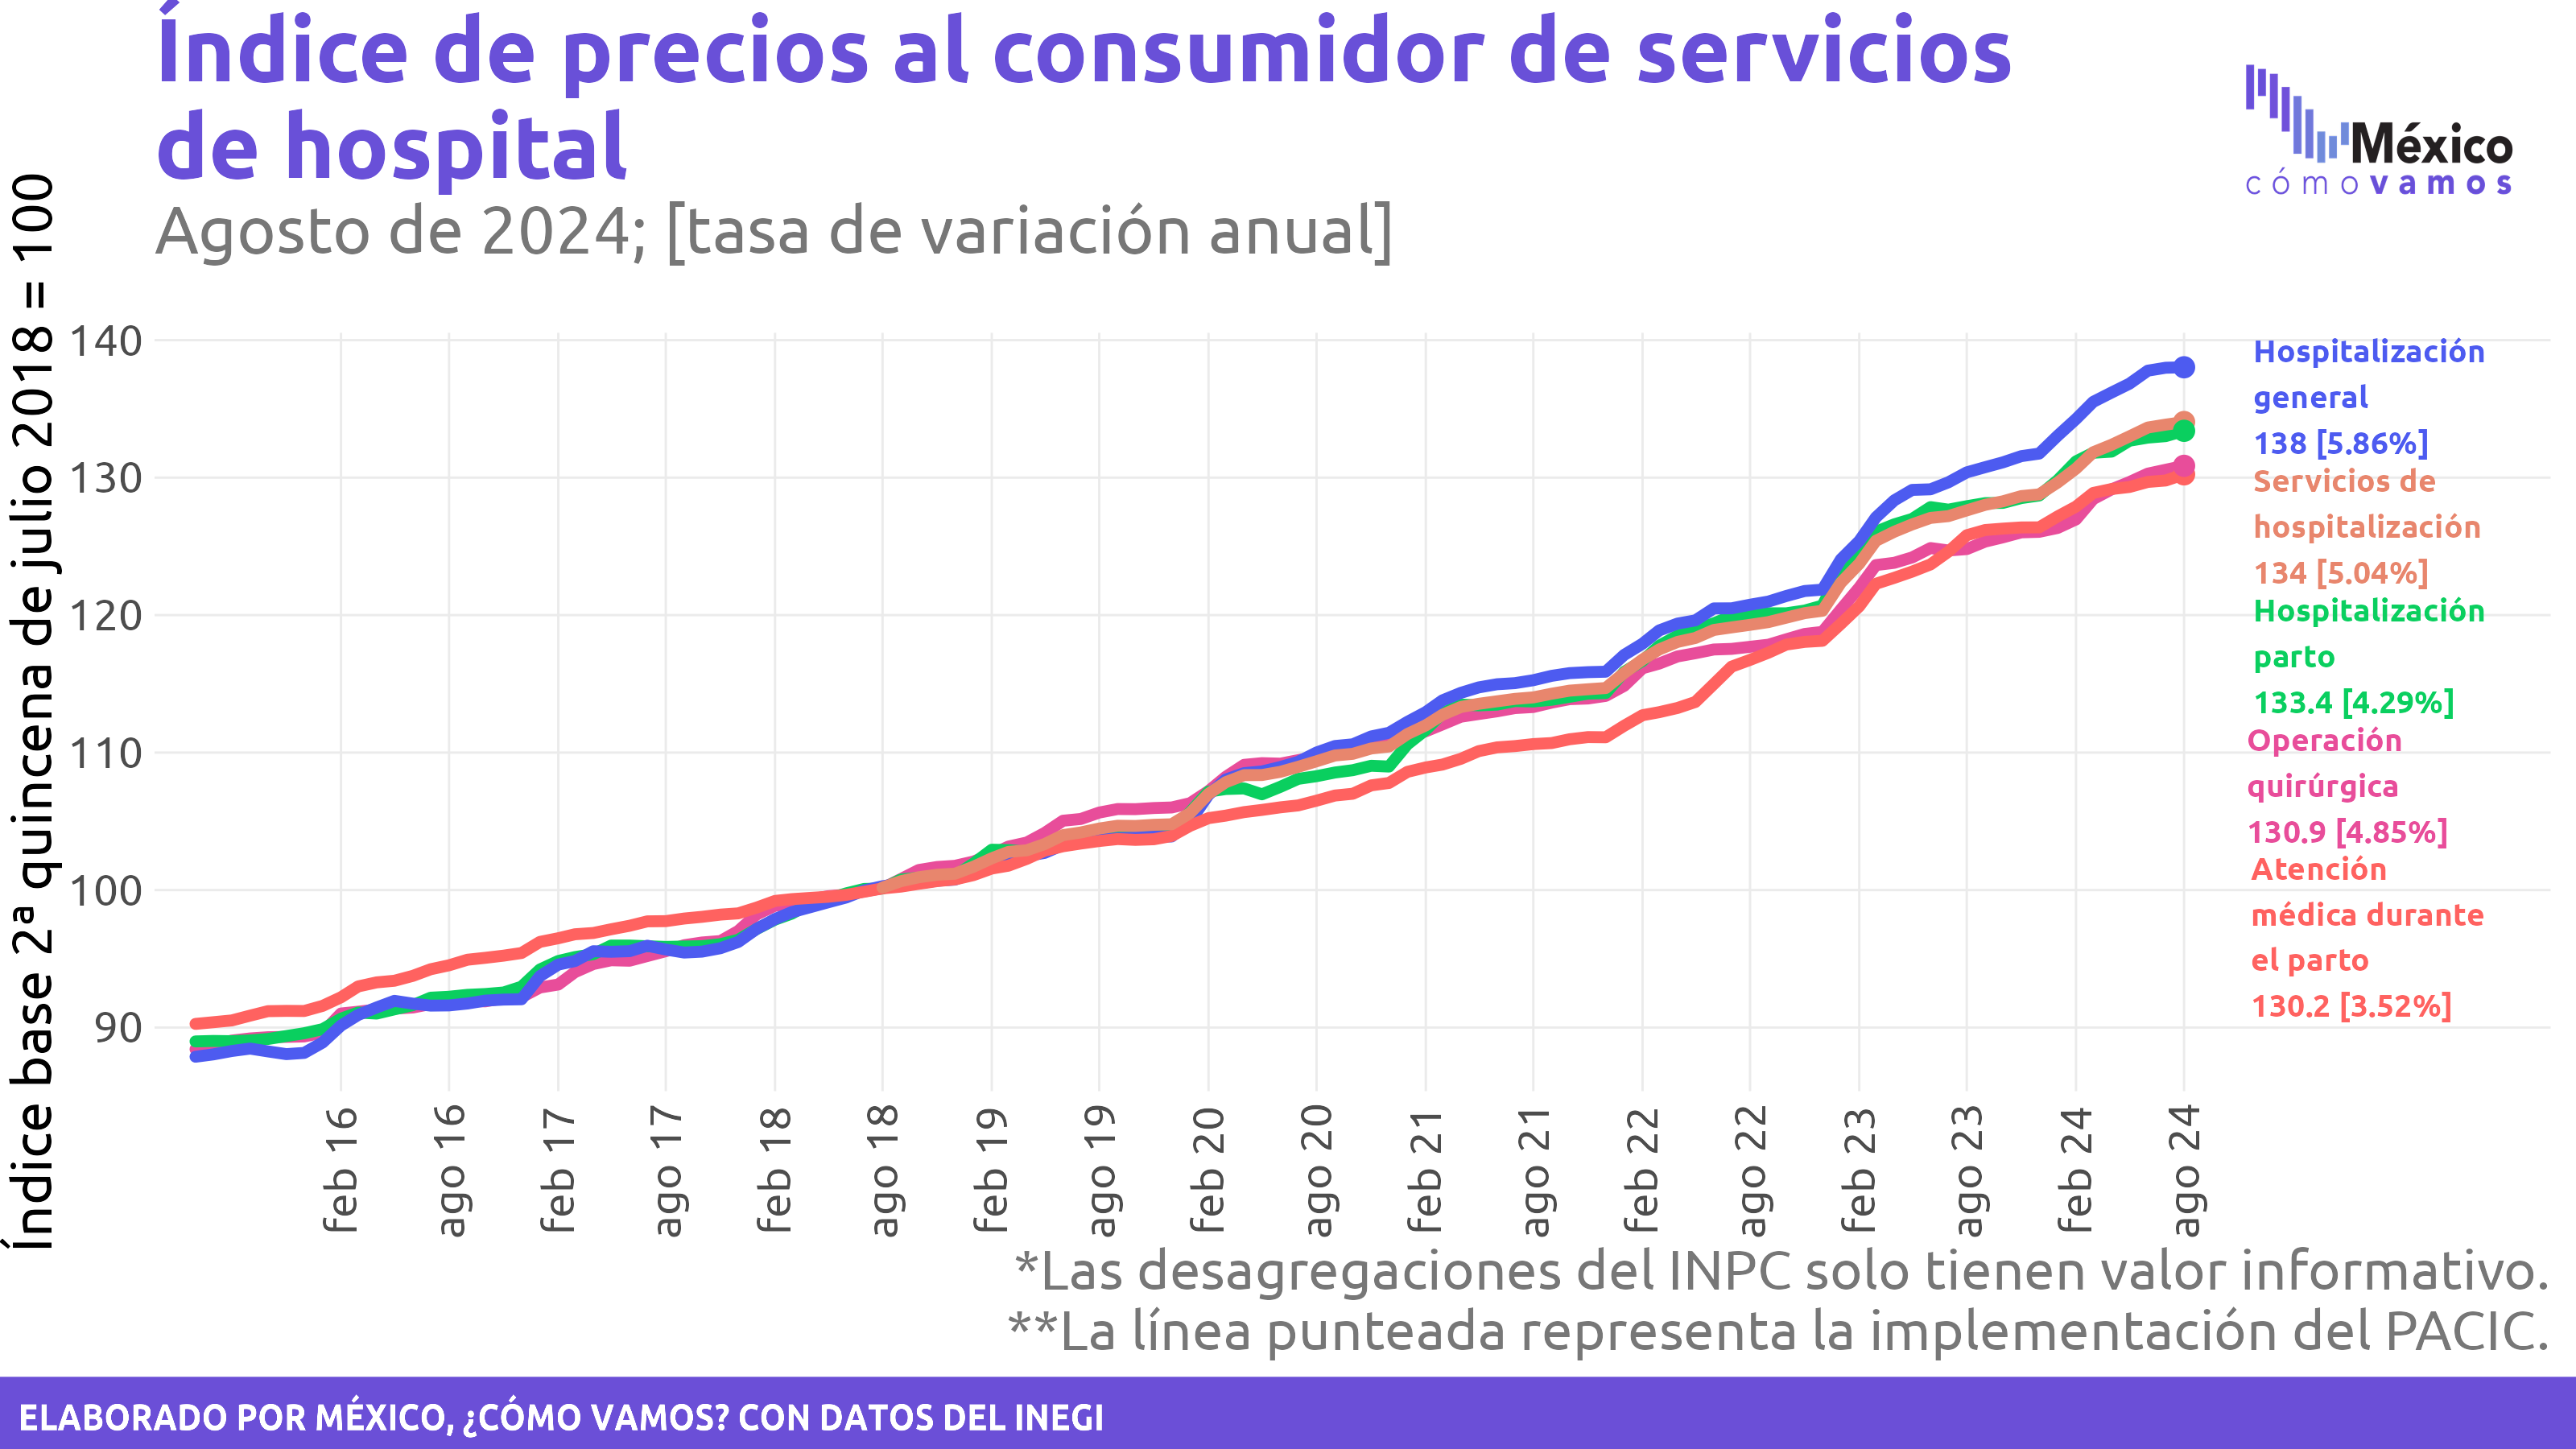 Índice de precios al consumidor de servicios
de hospital
Agosto de 2024; [tasa de variación anual]
México
cómovamos
Índice base 2ª quincena de julio 2018 = 100
140
130
120
110
100
90
Hospitalización
general
138 [5.86%]
Servicios de
hospitalización
134 [5.04%]
Hospitalización
parto
133.4 [4.29%]
Operación
quirúrgica
130.9 [4.85%]
Atención
médica durante
el parto
130.2 [3.52%]
feb 16
ago 16
feb 17
ago 17
feb 18
ago 18
feb 19
ago 19
feb 20
ago 20
feb 21
ago 21
feb 22
ago 22
feb 23
ago 23
feb 24
ago 24
*Las desagregaciones del INPC solo tienen valor informativo.
**La línea punteada representa la implementación del PACIC.
ELABORADO POR MÉXICO, ¿CÓMO VAMOS? CON DATOS DEL INEGI